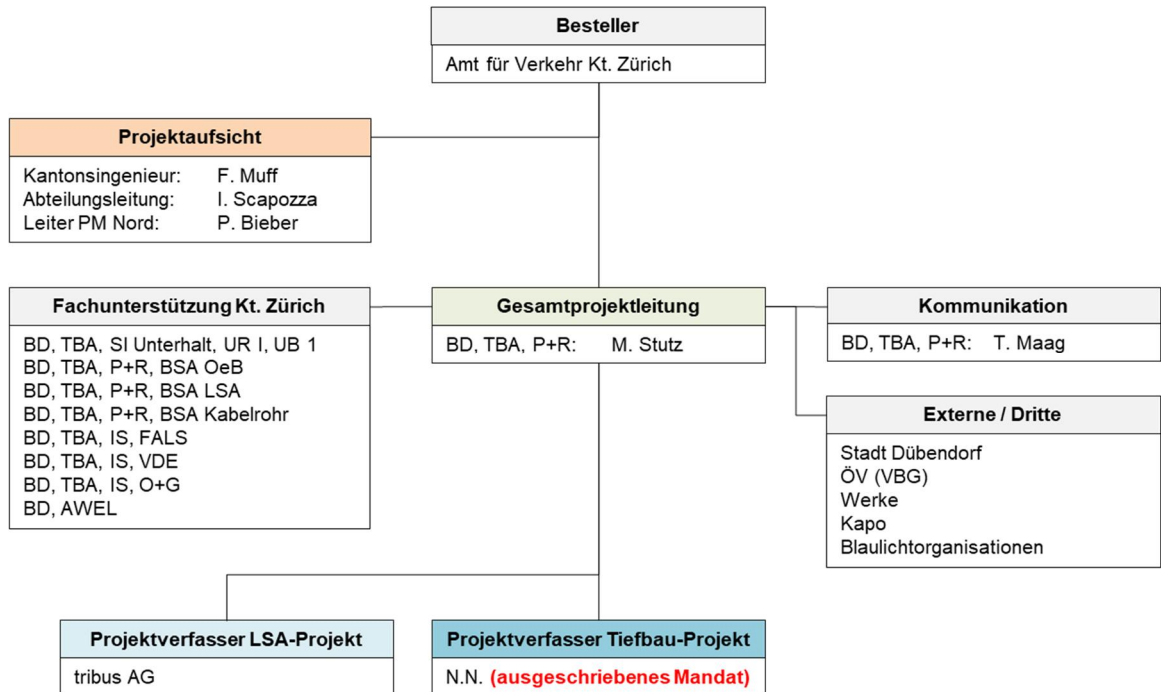 Besteller
Amt für Verkehr Kt. Zürich
Projektaufsicht
Kantonsingenieur: F. Muff
Abteilungsleitung: I. Scapozza
Leiter PM Nord: P. Bieber
Fachunterstützung Kt. Zürich
BD, TBA, SI Unterhalt, UR I, UB 1
BD, TBA, P+R, BSA OeB
BD, TBA, P+R, BSA LSA
BD, TBA, P+R, BSA Kabelrohr
BD, TBA, IS, FALS
BD, TBA, IS, VDE
BD, TBA, IS, O+G
BD, AWEL
Gesamtprojektleitung
BD, TBA, P+R: M. Stutz
Kommunikation
BD, TBA, P+R: T. Maag
Externe / Dritte
Stadt Dübendorf
ÖV (VBG)
Werke
Kapo
Blaulichtorganisationen
Projektverfasser LSA-Projekt
tribus AG
Projektverfasser Tiefbau-Projekt
N.N. (ausgeschriebenes Mandat)